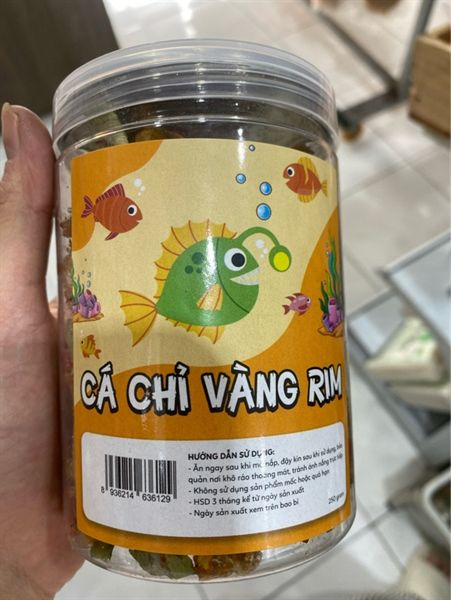 CÁ CHỈ VÀNG RIM
HƯỚNG DẪN SỬ DỤNG:
- Ăn ngay sau khi mở nắp, đậy kín sau khi sử dụng, bảo
quản nơi khô ráo thoáng mát, tránh ánh nắng trực tiếp
- Không sử dụng sản phẩm mốc hoặc quá hạn
- HSD 3 tháng kể từ ngày sản xuất
- Ngày sản xuất xem trên bao bì
250 gram
8 936214 636129